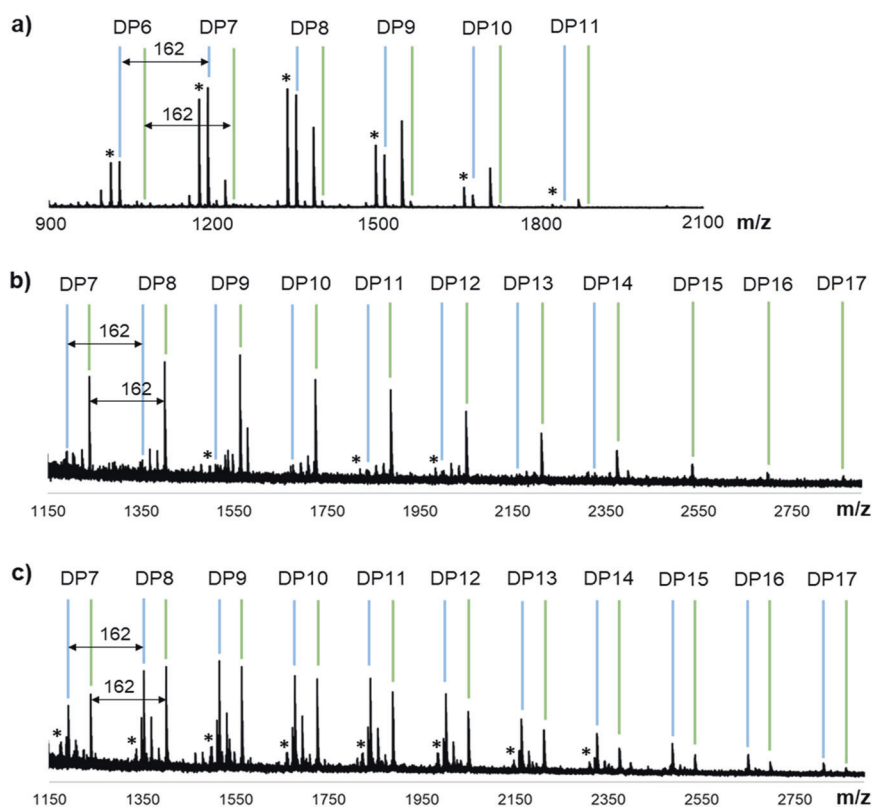 a)
DP6 DP7 DP8 DP9 DP10 DP11
162
162
* * * * * *
900 1200 1500 1800 2100 m/z
b)
DP7 DP8 DP9 DP10 DP11 DP12 DP13 DP14 DP15 DP16 DP17
162
162
* * *
1150 1350 1550 1750 1950 2150 2350 2550 2750 m/z
c)
DP7 DP8 DP9 DP10 DP11 DP12 DP13 DP14 DP15 DP16 DP17
162
162
* * * * * * * *
1150 1350 1550 1750 1950 2150 2350 2550 2750 m/z